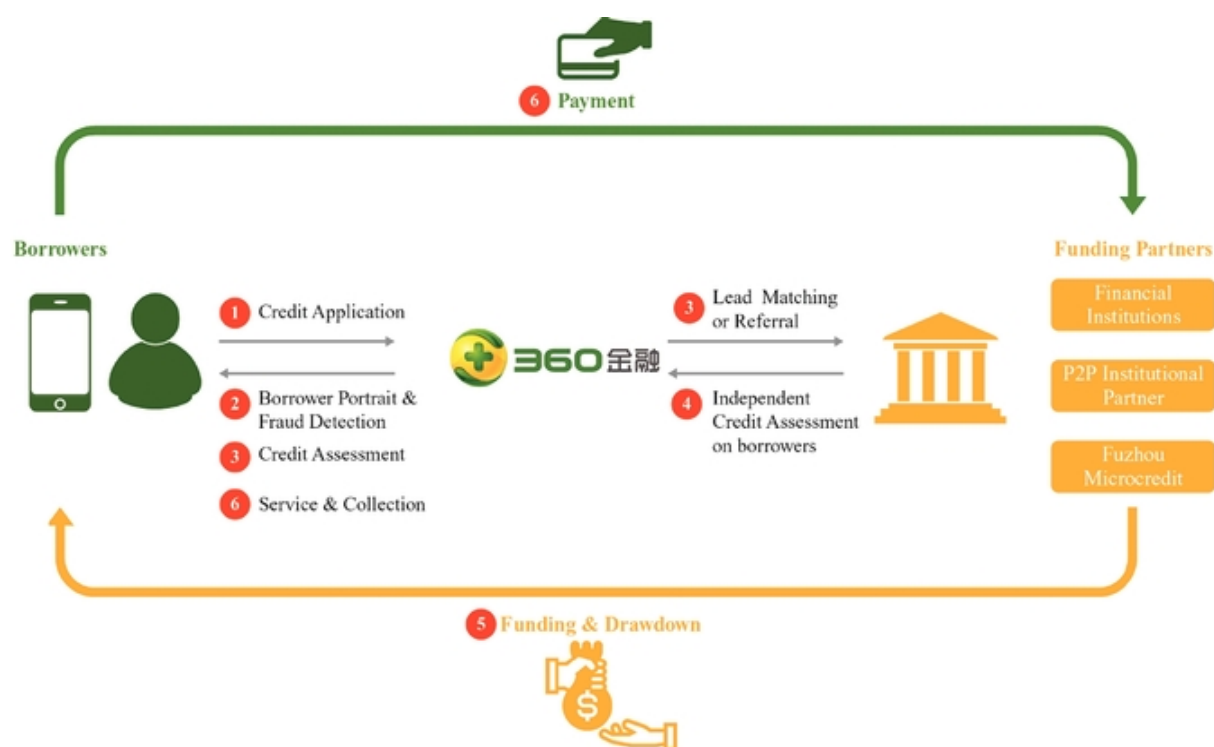 6 Payment
Borrowers
Funding Partners
1 Credit Application
2 Borrower Portrait &
Fraud Detection
3 Credit Assessment
6 Service & Collection
360金融
3 Lead Matching
or Referral
4 Independent
Credit Assessment
on borrowers
Financial
Institutions
P2P Institutional
Partner
Fuzhou
Microcredit
5 Funding & Drawdown
$